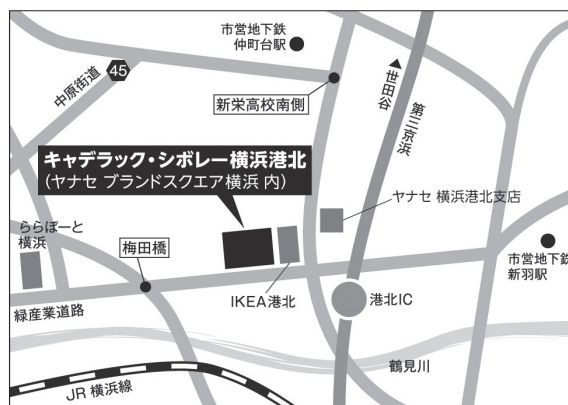 市営地下鉄
仲町台駅
45
中原街道
新栄高校南側
世田谷
第三京浜
キャデラック・シボレー横浜港北
(ヤナセ ブランドスクエア横浜 内)
ヤナセ 横浜港北支店
ららぽーと
横浜
梅田橋
市営地下鉄
新羽駅
IKEA港北
港北IC
緑産業道路
鶴見川
JR 横浜線